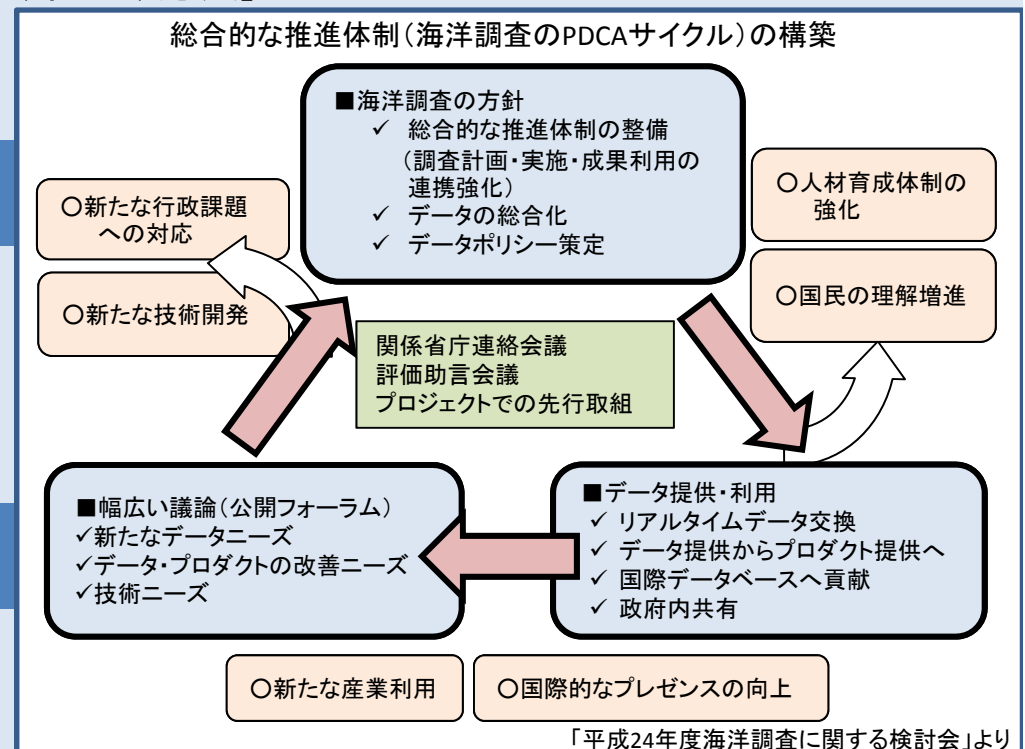 総合的な推進体制(海洋調査のPDCAサイクル)の構築
■海洋調査の方針
✓ 総合的な推進体制の整備
(調査計画・実施・成果利用の
連携強化)
✓ データの総合化
✓ データポリシー策定
○新たな行政課題
への対応
○新たな技術開発
○人材育成体制の
強化
○国民の理解増進
関係省庁連絡会議
評価助言会議
プロジェクトでの先行取組
■幅広い議論(公開フォーラム)
✓新たなデータニーズ
✓データ・プロダクトの改善ニーズ
✓技術ニーズ
■データ提供・利用
✓ リアルタイムデータ交換
✓ データ提供からプロダクト提供へ
✓ 国際データベースへ貢献
✓ 政府内共有
○新たな産業利用
○国際的なプレゼンスの向上
「平成24年度海洋調査に関する検討会」より